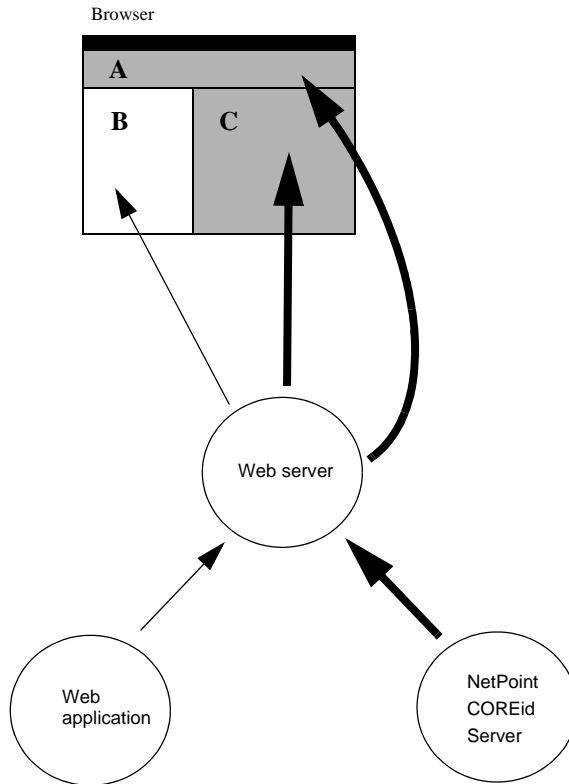 Browser
A
B
C
Web server
Web
application
NetPoint
COREid
Server